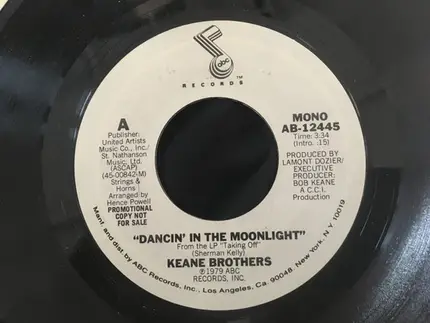 abc
RECORDS
TM
A
Publisher:
United Artists
Music Co., Inc./
St. Nathanson
Music, Ltd.
(ASCAP)
(45-00842-M)
Strings &
Horns
Arranged by
Hence Powell
PROMOTIONAL
COPY NOT
FOR SALE
MONO
AB-12445
Time: 3:34
(Intro. :15)
PRODUCED BY
LAMONT DOZIER/
EXECUTIVE
PRODUCER:
BOB KEANE
A C.C.I.
Production
"DANCIN' IN THE MOONLIGHT"
From the LP "Taking Off"
(Sherman Kelly)
KEANE BROTHERS
℗1979 ABC
RECORDS, INC.
Manf. and dist by ABC Records, Inc., Los Angeles, CA. 90048. New York, N.Y. 10019